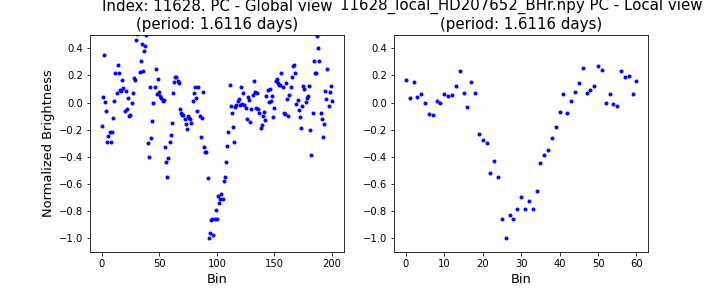 Index: 11628. PC - Global view
(period: 1.6116 days)
11628_local_HD207652_BHr.npy PC - Local view
(period: 1.6116 days)
Normalized Brightness
0.4
0.2
0.0
−0.2
−0.4
−0.6
−0.8
−1.0
0 50 100 150 200
Bin
0.4
0.2
0.0
−0.2
−0.4
−0.6
−0.8
−1.0
0 10 20 30 40 50 60
Bin